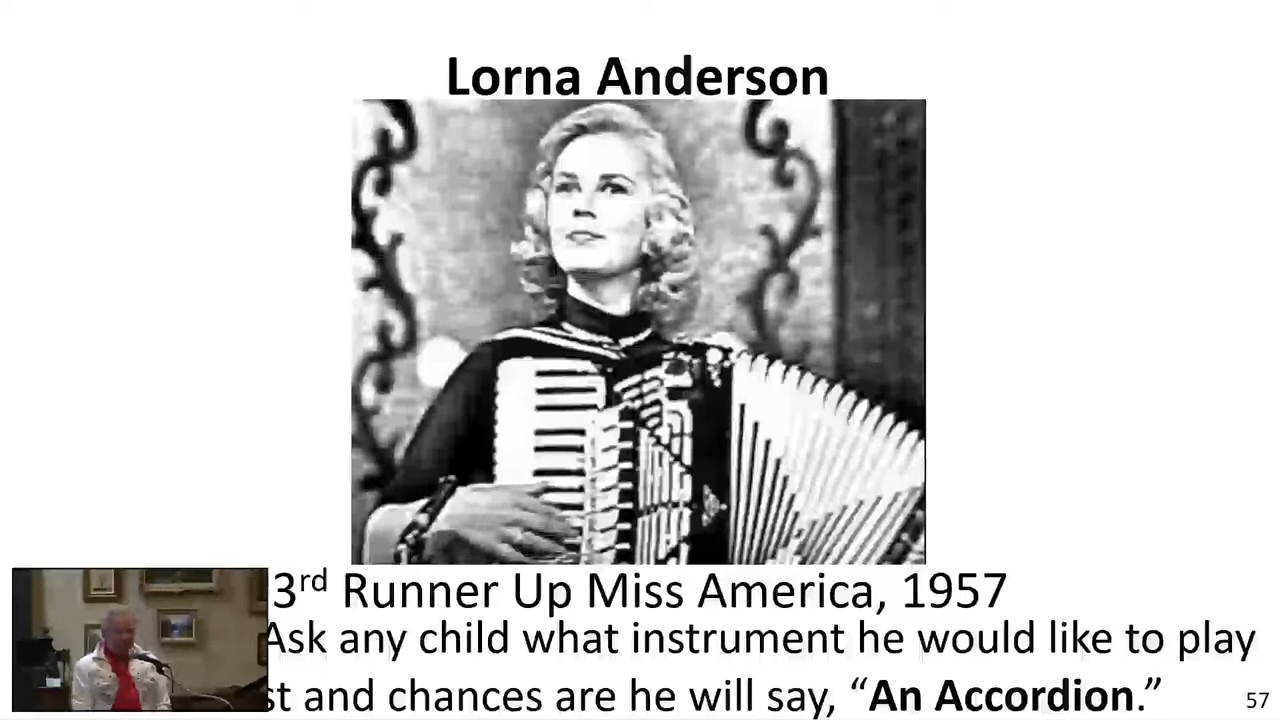 Lorna Anderson
3rd Runner Up Miss America, 1957
Ask any child what instrument he would like to play
st and chances are he will say, “An Accordion.”
57